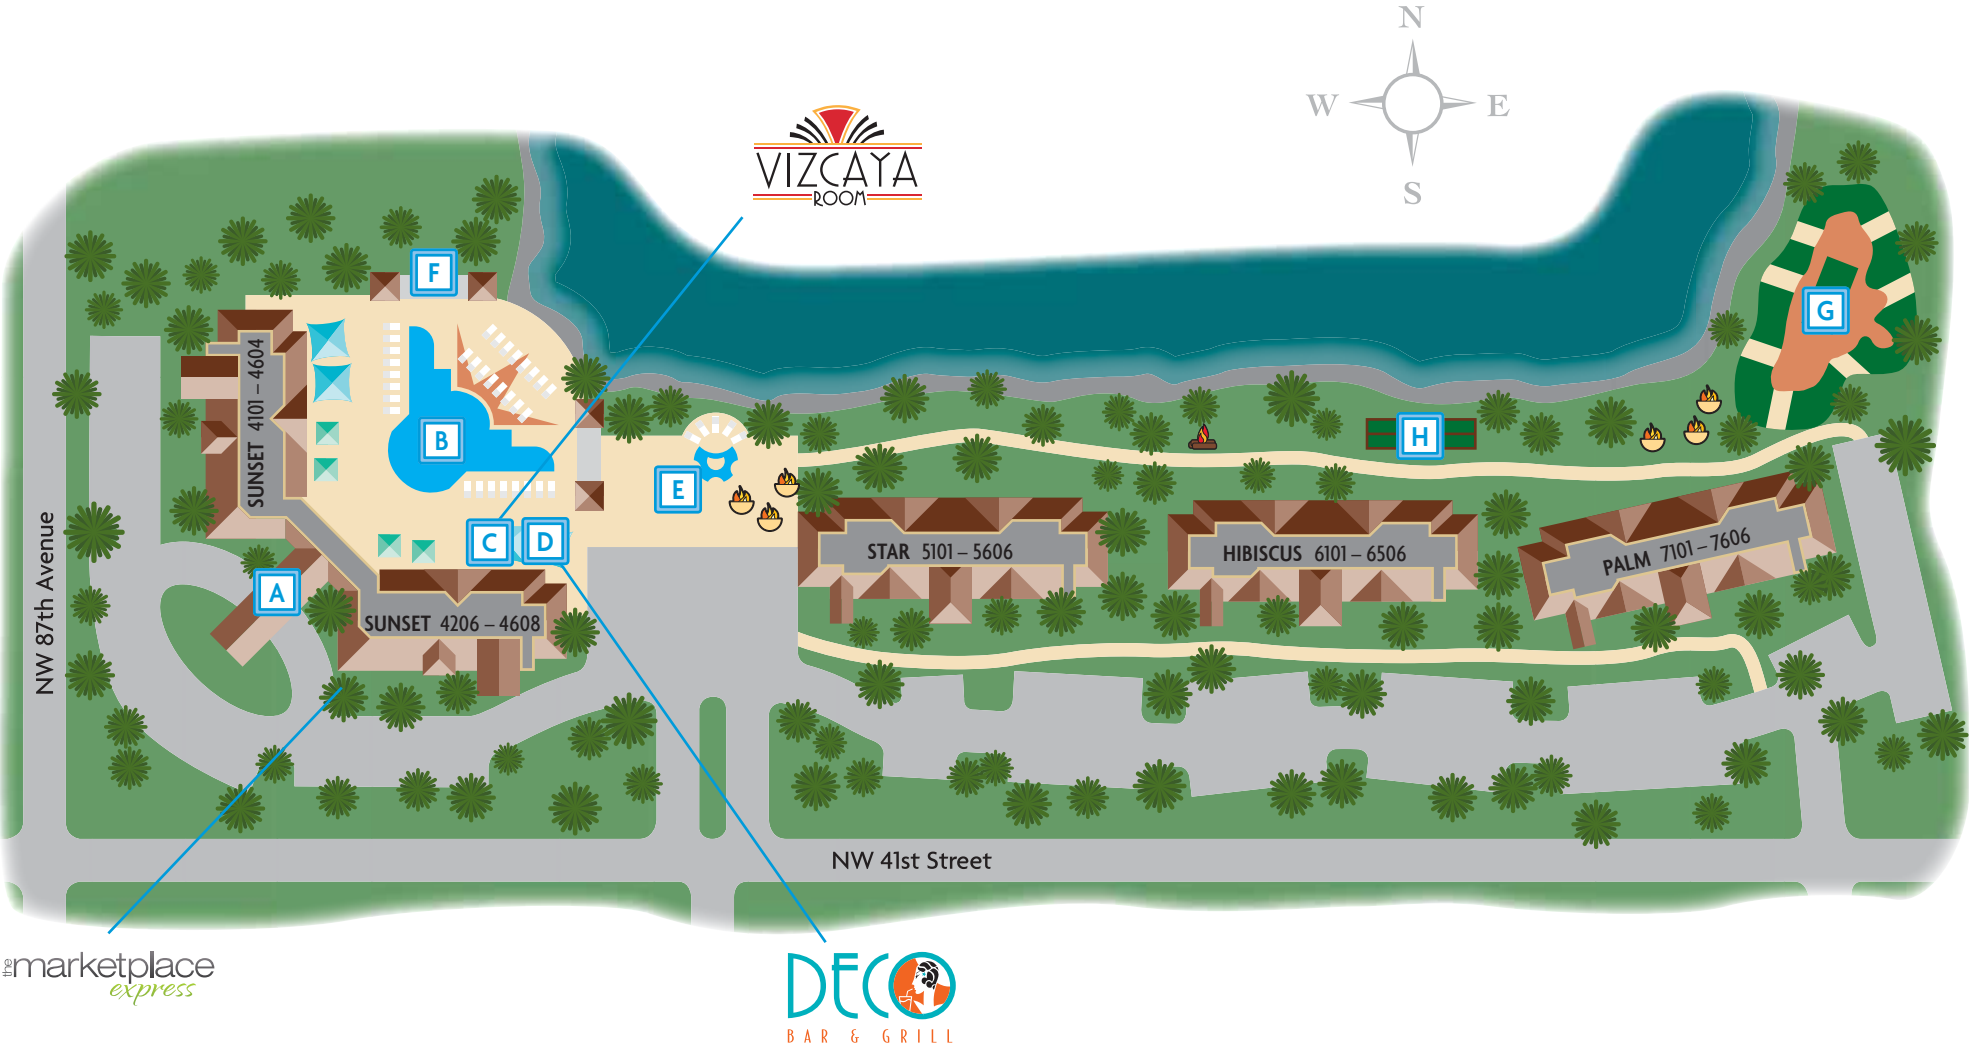 N
W E
S
VIZCAYA
ROOM
F
G
SUNSET 4101 – 4604
B
H
E
C
D
STAR 5101 – 5606
HIBISCUS 6101 – 6506
PALM 7101 – 7606
A
SUNSET 4206 – 4608
NW 87th Avenue
NW 41st Street
the marketplace
express
DECO
BAR & GRILL